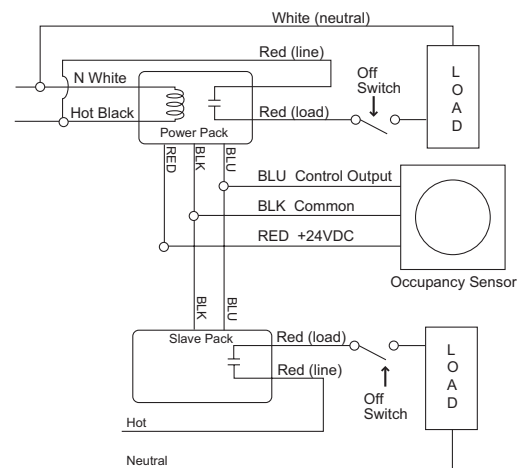 White (neutral)
Red (line)
N White
Off
Switch
L
O
A
D
Hot Black
Red (load)
Power Pack
RED
BLK
BLU
BLU Control Output
BLK Common
RED +24VDC
Occupancy Sensor
BLK
BLU
Slave Pack
Red (load)
Red (line)
L
O
A
D
Off
Switch
Hot
Neutral